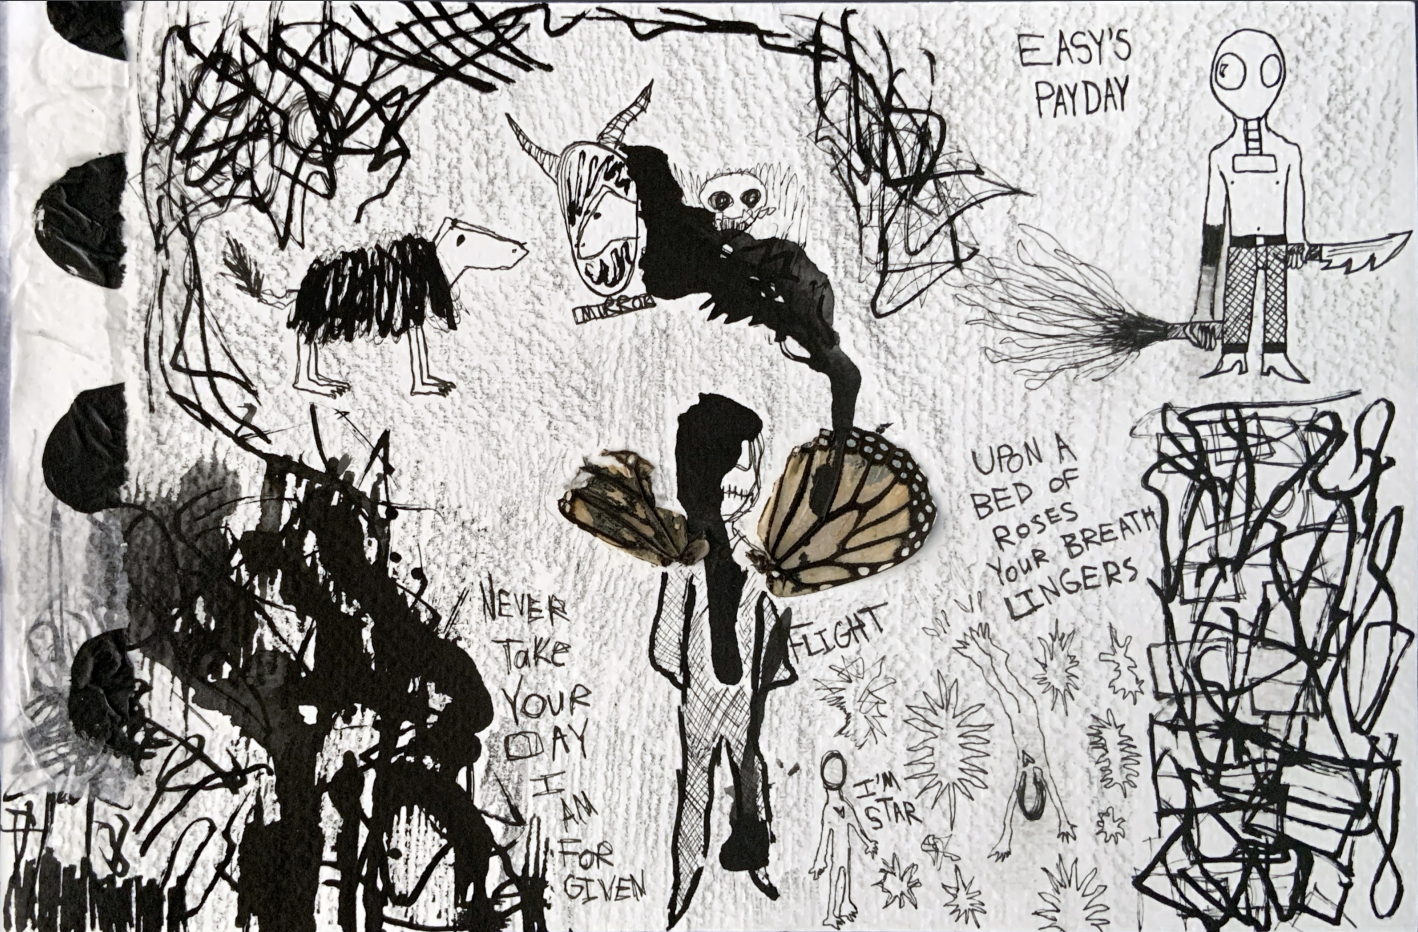 EASY'S
PAYDAY
MIRROR
UPON A
BED OF
ROSES
YOUR BREATH
LINGERS
NEVER
Take
YOUR
DAY
I
AM
FOR
GIVEN
FLIGHT
I'M
STAR